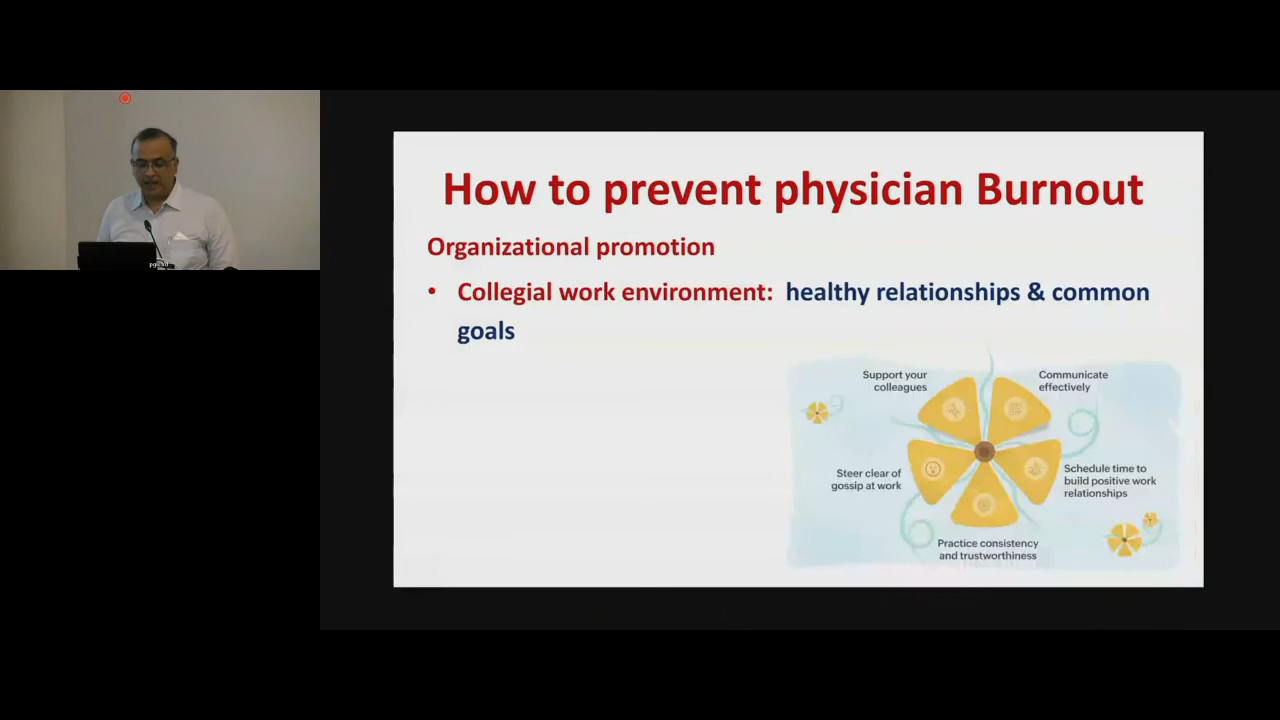 How to prevent physician Burnout
Organizational promotion
• Collegial work environment: healthy relationships & common
goals
Support your
colleagues
Communicate
effectively
Steer clear of
gossip at work
Schedule time to
build positive work
relationships
Practice consistency
and trustworthiness